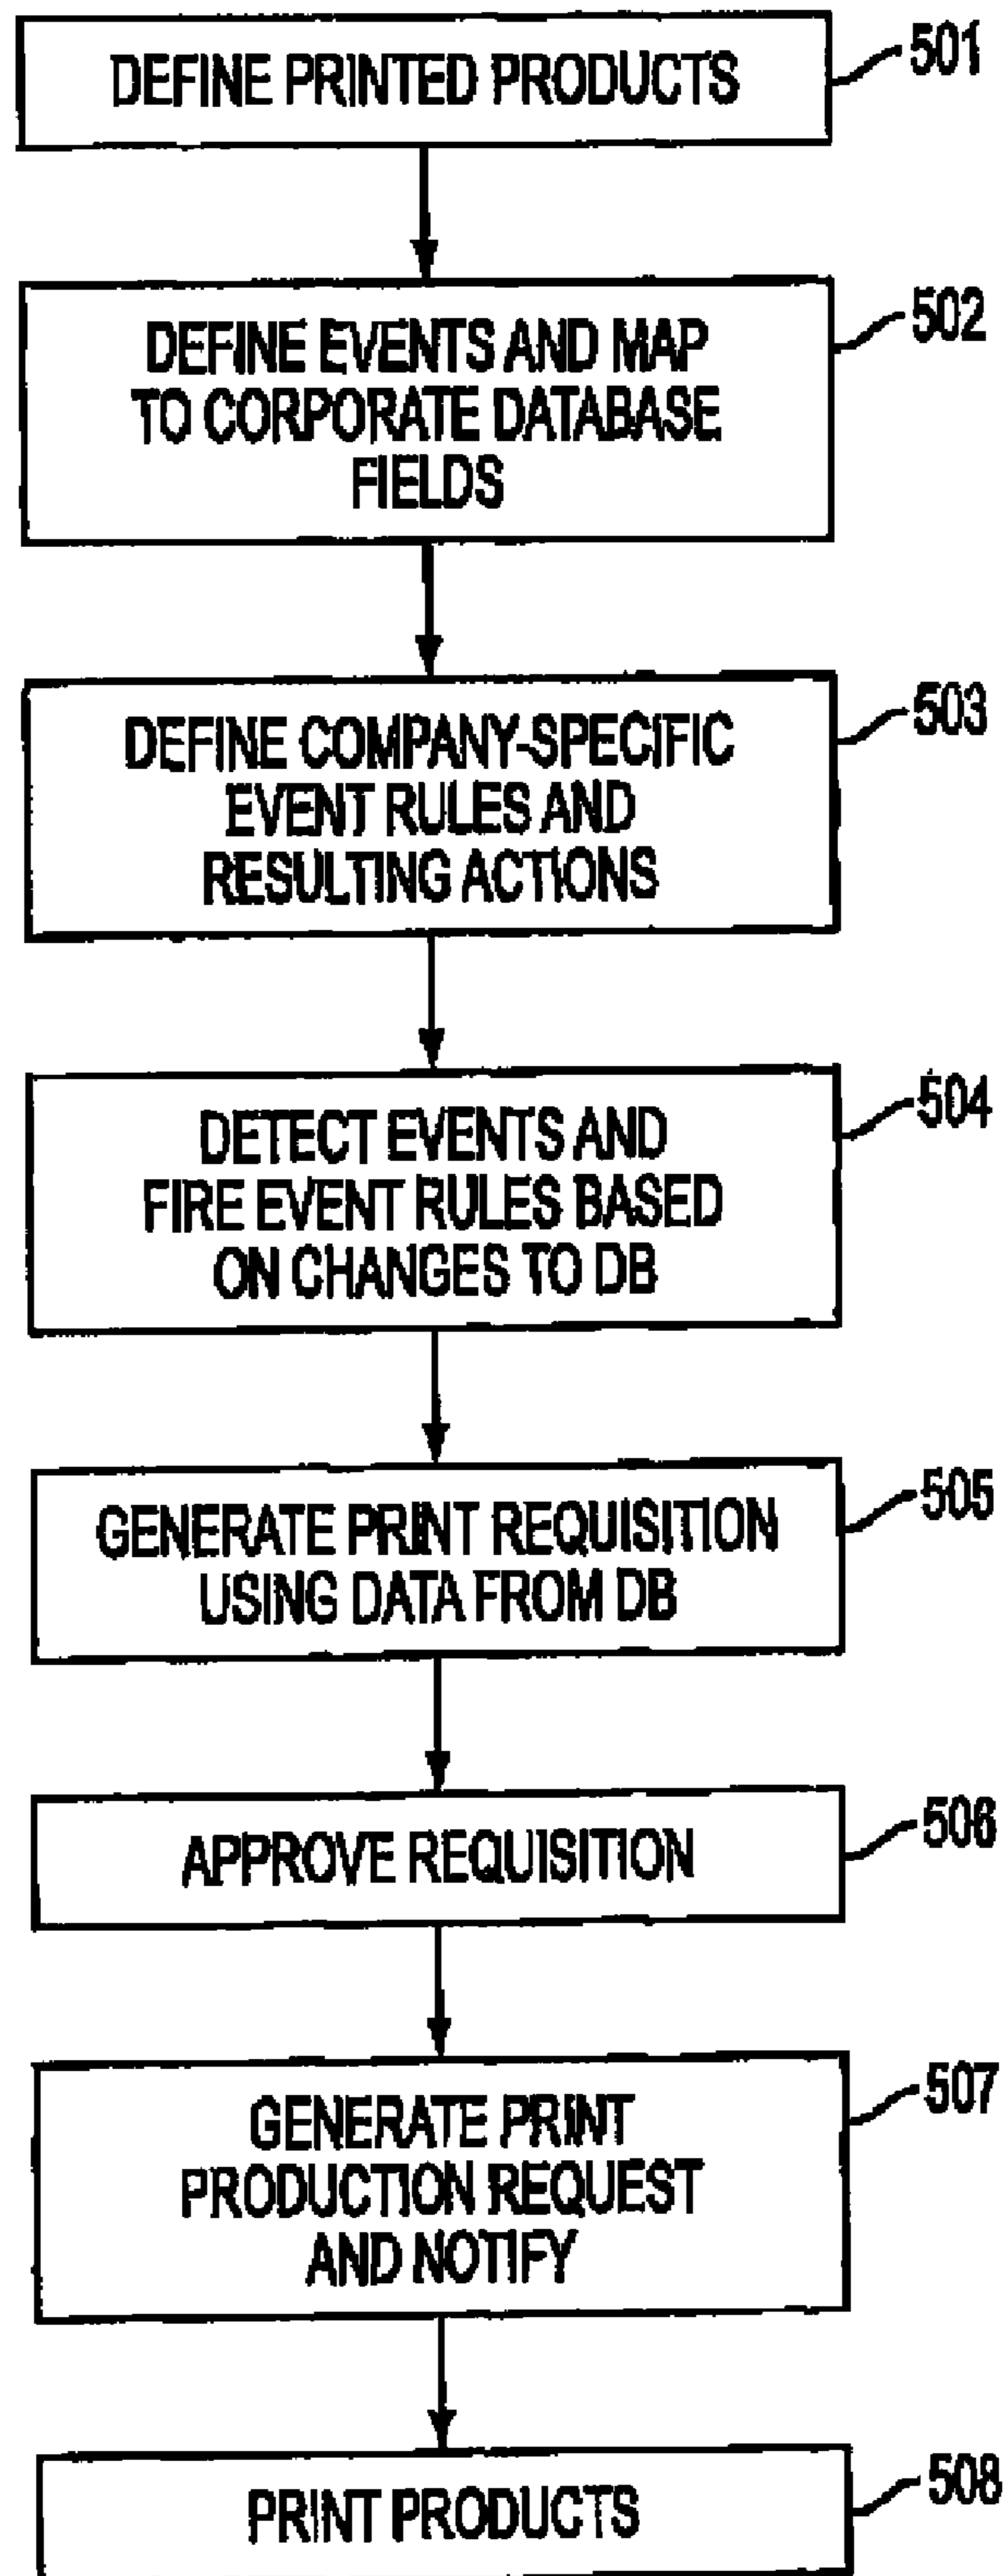 DEFINE PRINTED PRODUCTS
501
DEFINE EVENTS AND MAP
TO CORPORATE DATABASE
FIELDS
502
DEFINE COMPANY-SPECIFIC
EVENT RULES AND
RESULTING ACTIONS
503
DETECT EVENTS AND
FIRE EVENT RULES BASED
ON CHANGES TO DB
504
GENERATE PRINT REQUISITION
USING DATA FROM DB
505
APPROVE REQUISITION
506
GENERATE PRINT
PRODUCTION REQUEST
AND NOTIFY
507
PRINT PRODUCTS
508